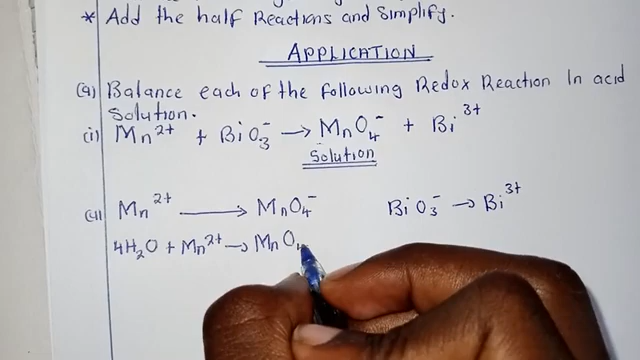 * Add the half Reactions and Simplify.
APPLICATION
(a) Balance each of the following Redox Reaction In acid
Solution.
(i) Mn²⁺ + BiO₃⁻ → MnO₄⁻ + Bi³⁺
Solution
Mn²⁺ → MnO₄⁻ BiO₃⁻ → Bi³⁺
4H₂O + Mn²⁺ → MnO₄